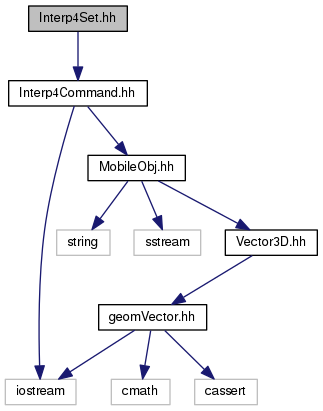 Interp4Set.hh
Interp4Command.hh
MobileObj.hh
string
sstream
Vector3D.hh
geomVector.hh
iostream
cmath
cassert